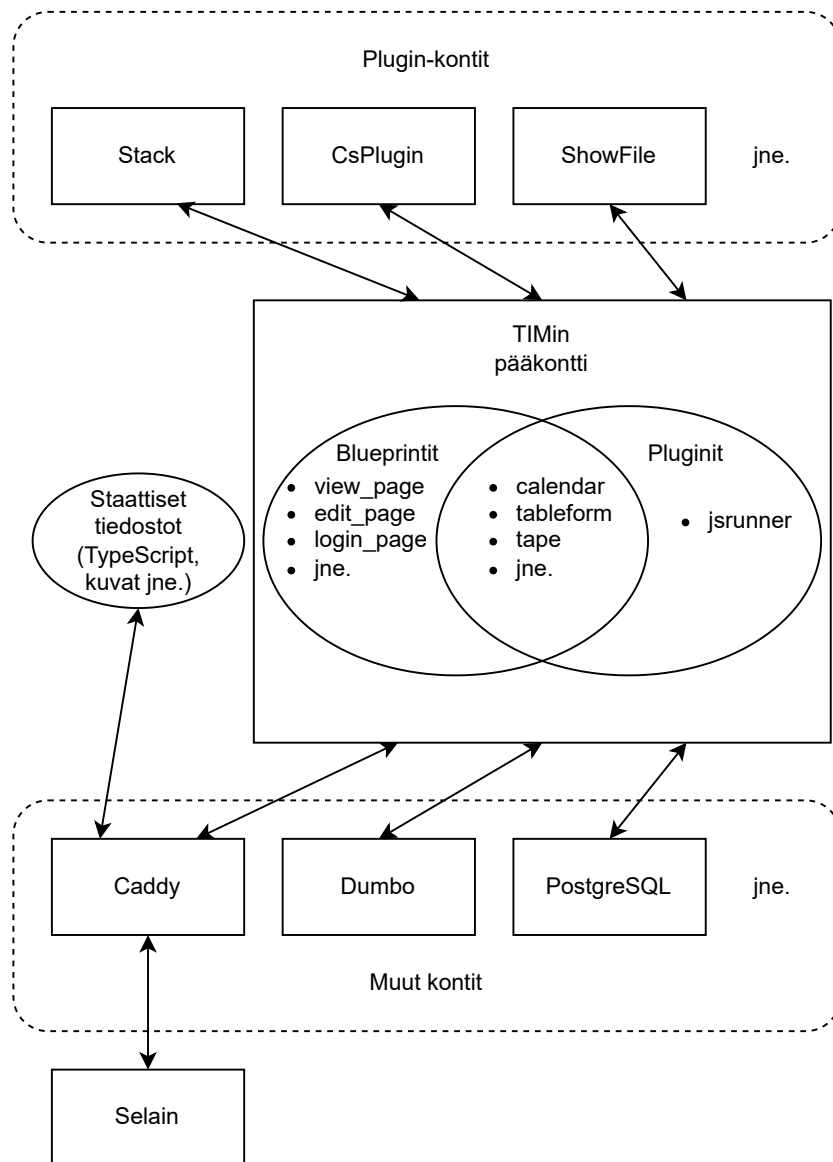 Plugin-kontit
Stack
CsPlugin
ShowFile
jne.
TIMin
pääkontti
Blueprintit
• view_page
• edit_page
• login_page
• jne.
• calendar
• tableform
• tape
• jne.
Pluginit
• jsrunner
Staattiset
tiedostot
(TypeScript,
kuvat jne.)
Caddy
Dumbo
PostgreSQL
jne.
Muut kontit
Selain